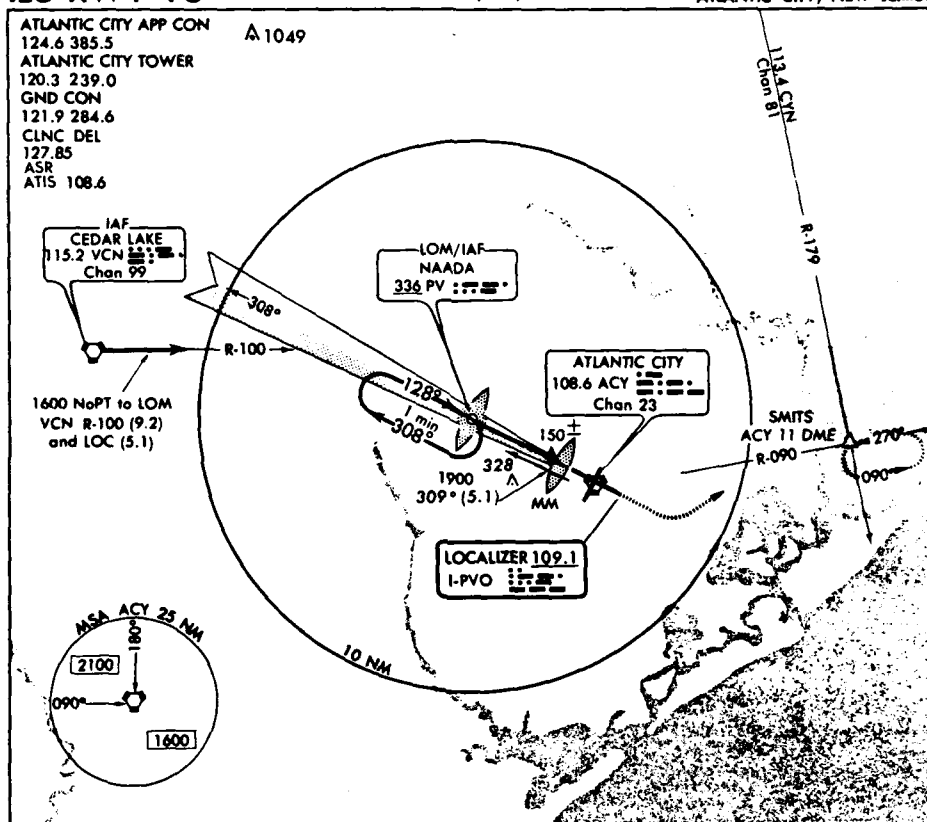 ATLANTIC CITY APP CON
124.6 385.5
ATLANTIC CITY TOWER
120.3 239.0
GND CON
121.9 284.6
CLNC DEL
127.85
ASR
ATIS 108.6
1049
113.4 CYN
Chan 81
R-179
IAF
CEDAR LAKE
115.2 VCN
Chan 99
308°
R-100
1600 NoPT to LOM
VCN R-100 (9.2)
and LOC (5.1)
LOM/IAF
NAADA
336 PV
128°
1 min
308°
ATLANTIC CITY
108.6 ACY
Chan 23
150±
328
1900
309° (5.1)
MM
SMITS
ACY 11 DME
R-090
270°
090°
LOCALIZER 109.1
I-PVO
10 NM
MSA ACY 25 NM
180°
2100
090°
1600